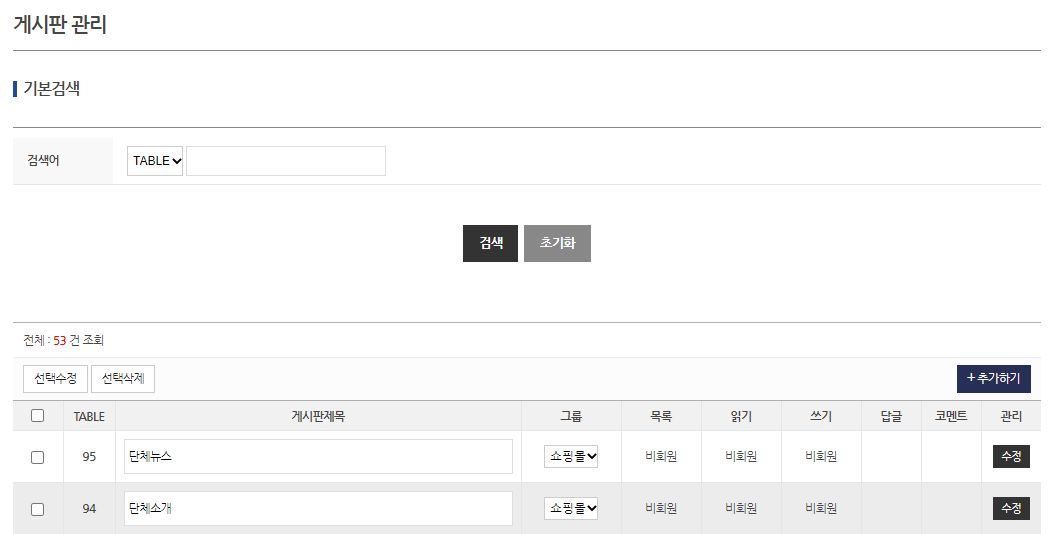 게시판 관리
기본검색
검색어 TABLE
검색 초기화
전체 : 53 건 조회
선택수정 선택삭제 + 추가하기
TABLE 게시판제목 그룹 목록 읽기 쓰기 답글 코멘트 관리
95 단체뉴스 쇼핑몰 비회원 비회원 비회원 수정
94 단체소개 쇼핑몰 비회원 비회원 비회원 수정